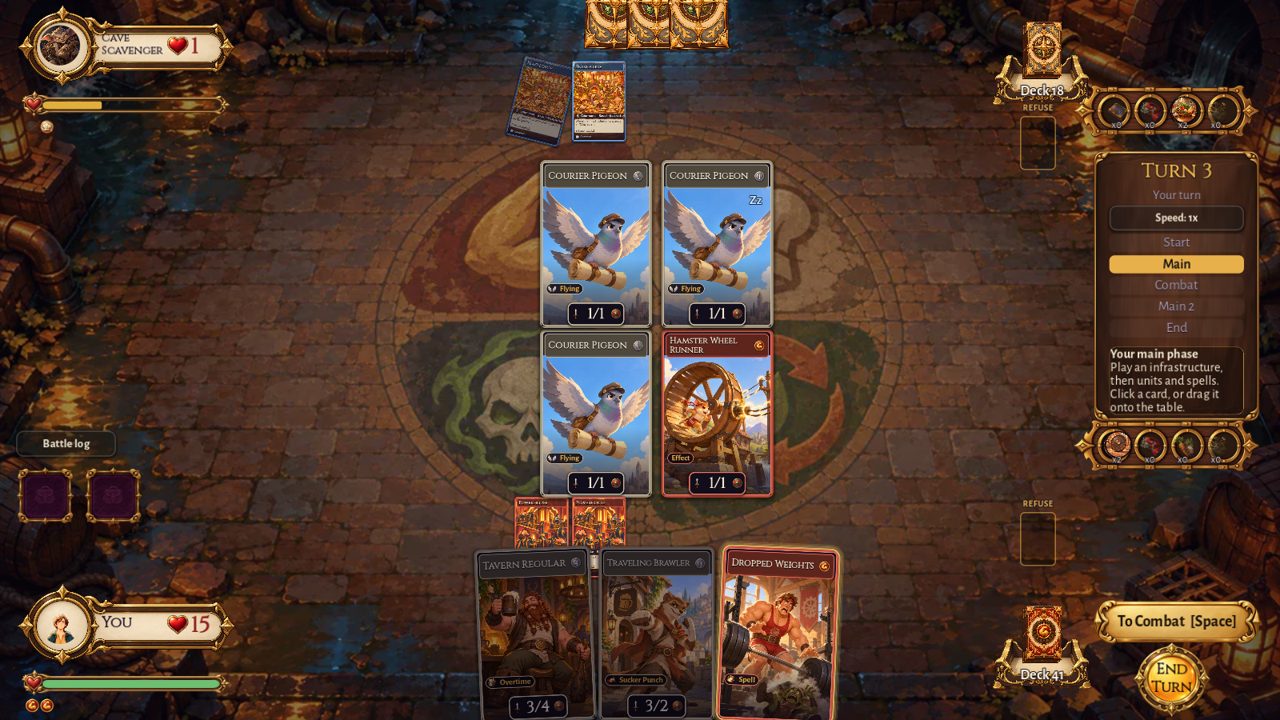 CAVE
SCAVENGER 1
Deck 18
REFUSE
x0 x0 x2 x0
TURN 3
Your turn
Speed: 1x
Start
Main
Combat
Main 2
End
Your main phase
Play an infrastructure,
then units and spells.
Click a card, or drag it
onto the table.
COURIER PIGEON
Flying
1/1
COURIER PIGEON
Zz
Flying
1/1
COURIER PIGEON
Flying
1/1
HAMSTER WHEEL
RUNNER
Effect
1/1
Battle log
x2 x0 x0 x0
REFUSE
YOU 15
TAVERN REGULAR
Overtime
3/4
TRAVELING BRAWLER
Sucker Punch
3/2
DROPPED WEIGHTS
Spell
Deck 41
To Combat [Space]
END
TURN